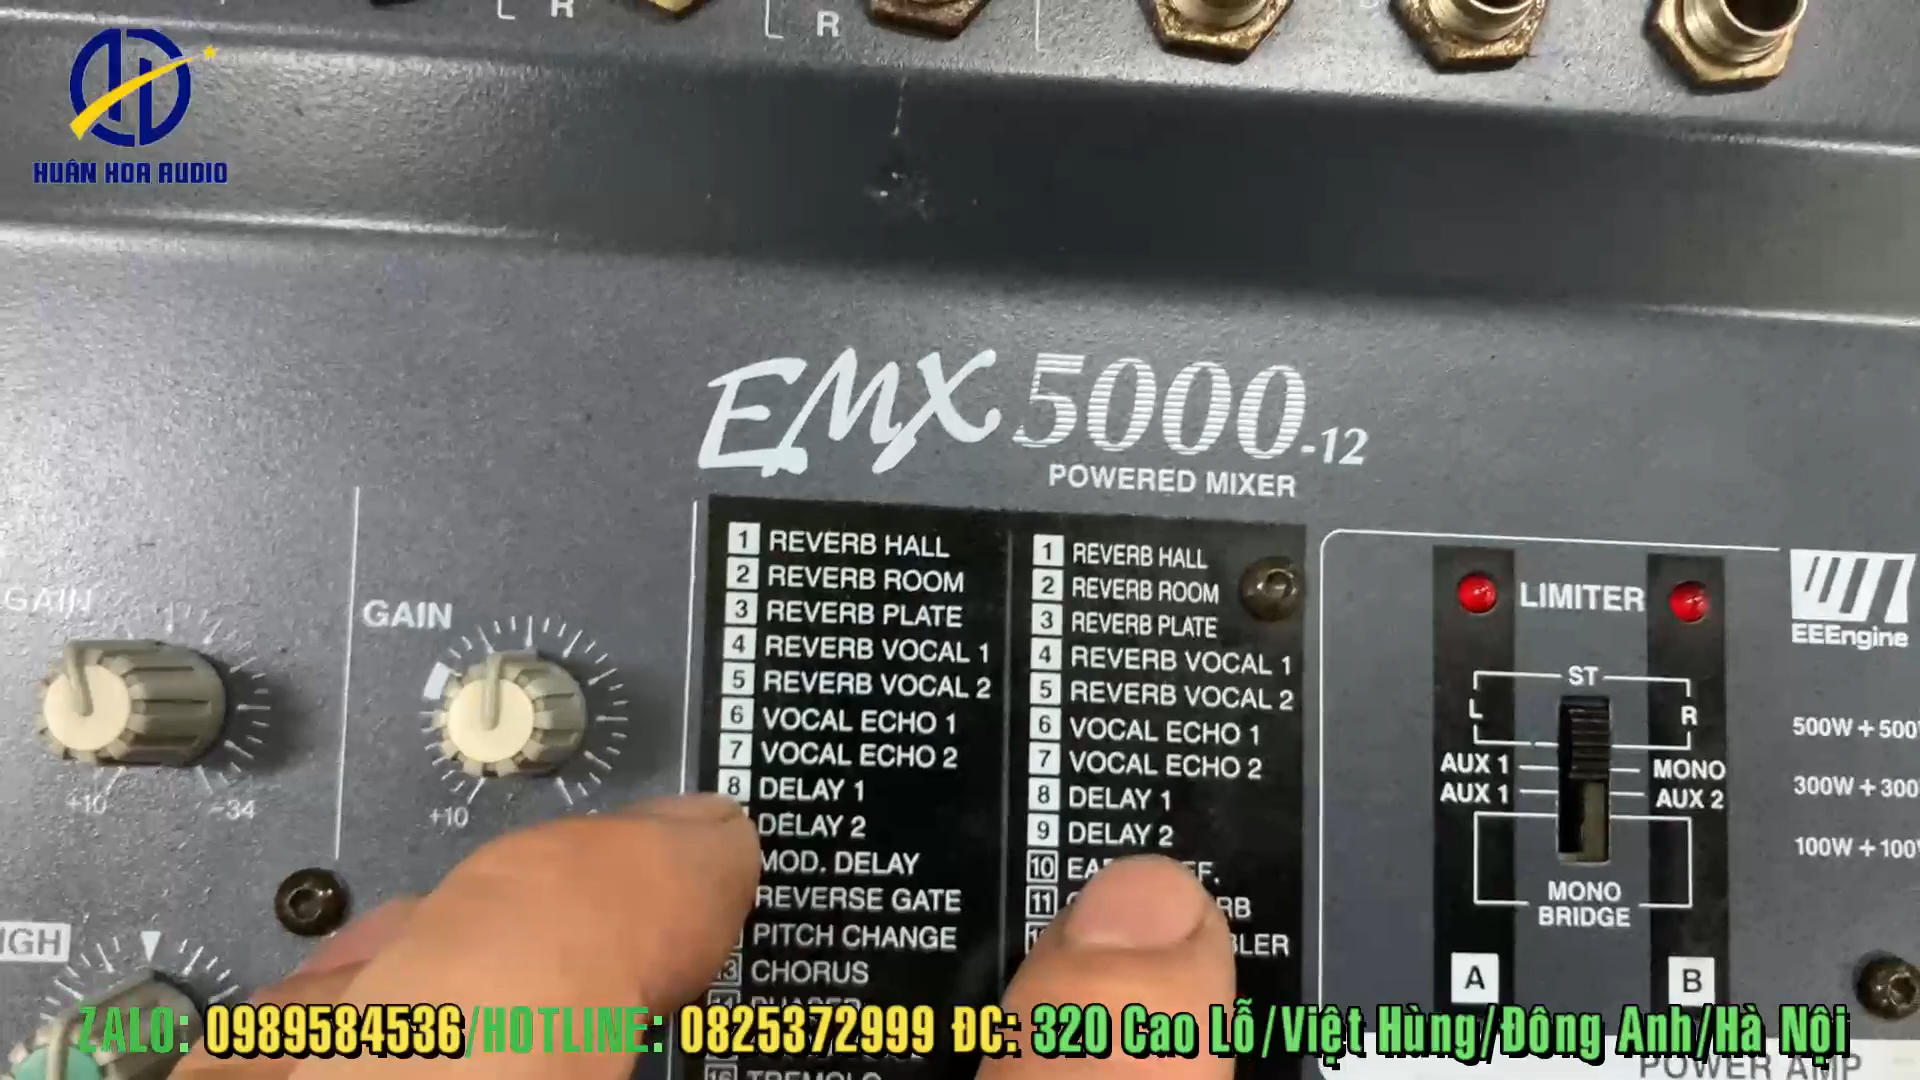 L R
L R
HUÂN HOA AUDIO
EMX 5000-12
POWERED MIXER
GAIN
+10 -34
GAIN
+10
1 REVERB HALL
2 REVERB ROOM
3 REVERB PLATE
4 REVERB VOCAL 1
5 REVERB VOCAL 2
6 VOCAL ECHO 1
7 VOCAL ECHO 2
8 DELAY 1
DELAY 2
MOD. DELAY
REVERSE GATE
PITCH CHANGE
13 CHORUS
14 PHASER
16 TREMOLO
1 REVERB HALL
2 REVERB ROOM
3 REVERB PLATE
4 REVERB VOCAL 1
5 REVERB VOCAL 2
6 VOCAL ECHO 1
7 VOCAL ECHO 2
8 DELAY 1
9 DELAY 2
10
11
LIMITER
EEEngine
ST
L R
AUX 1 MONO
AUX 1 AUX 2
MONO
BRIDGE
A B
500W + 500
300W + 300
100W + 100
POWER AMP
ZALO: 0989584536/HOTLINE: 0825372999 ĐC: 320 Cao Lỗ/Việt Hùng/Đông Anh/Hà Nội